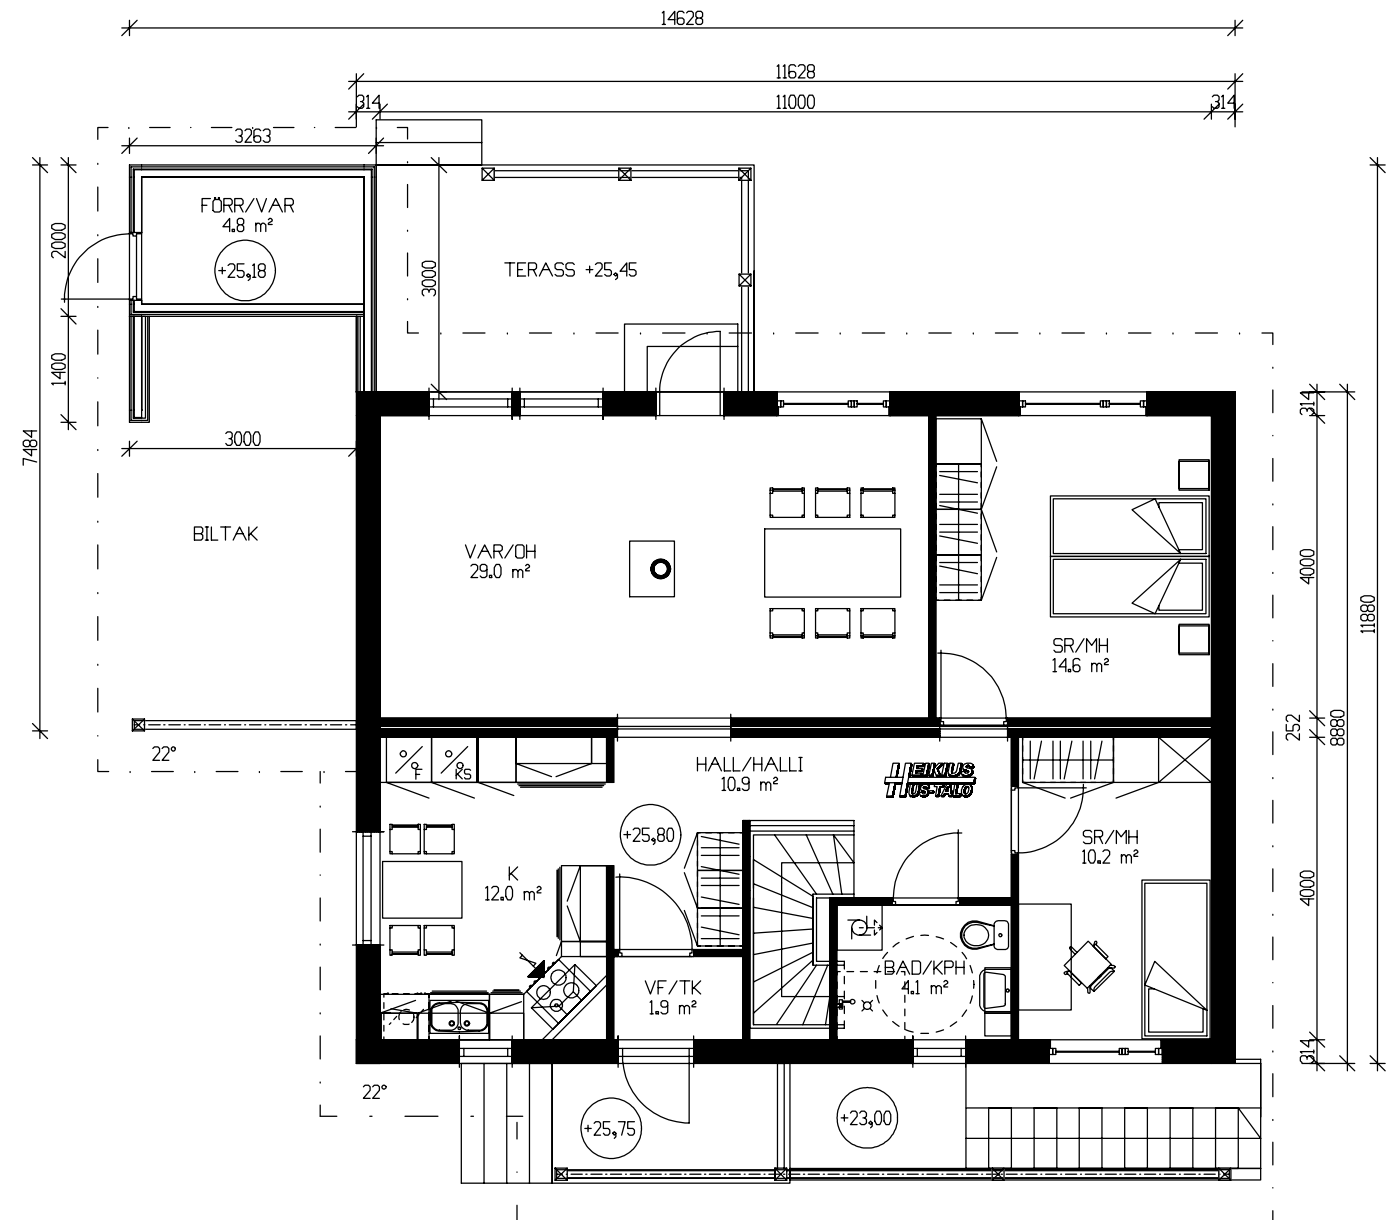 14628
11628
314
11000
314
3263
FÖRR/VAR
4.8 m²
+25,18
2000
3000
TERASS +25,45
1400
7484
3000
314
BILTAK
VAR/OH
29.0 m²
4000
11880
SR/MH
14.6 m²
252
8880
22°
F
KS
HALL/HALLI
10.9 m²
HEIKIUS
HUS-TALO
+25,80
SR/MH
10.2 m²
K
12.0 m²
4000
BAD/KPH
4.1 m²
VF/TK
1.9 m²
314
22°
+25,75
+23,00